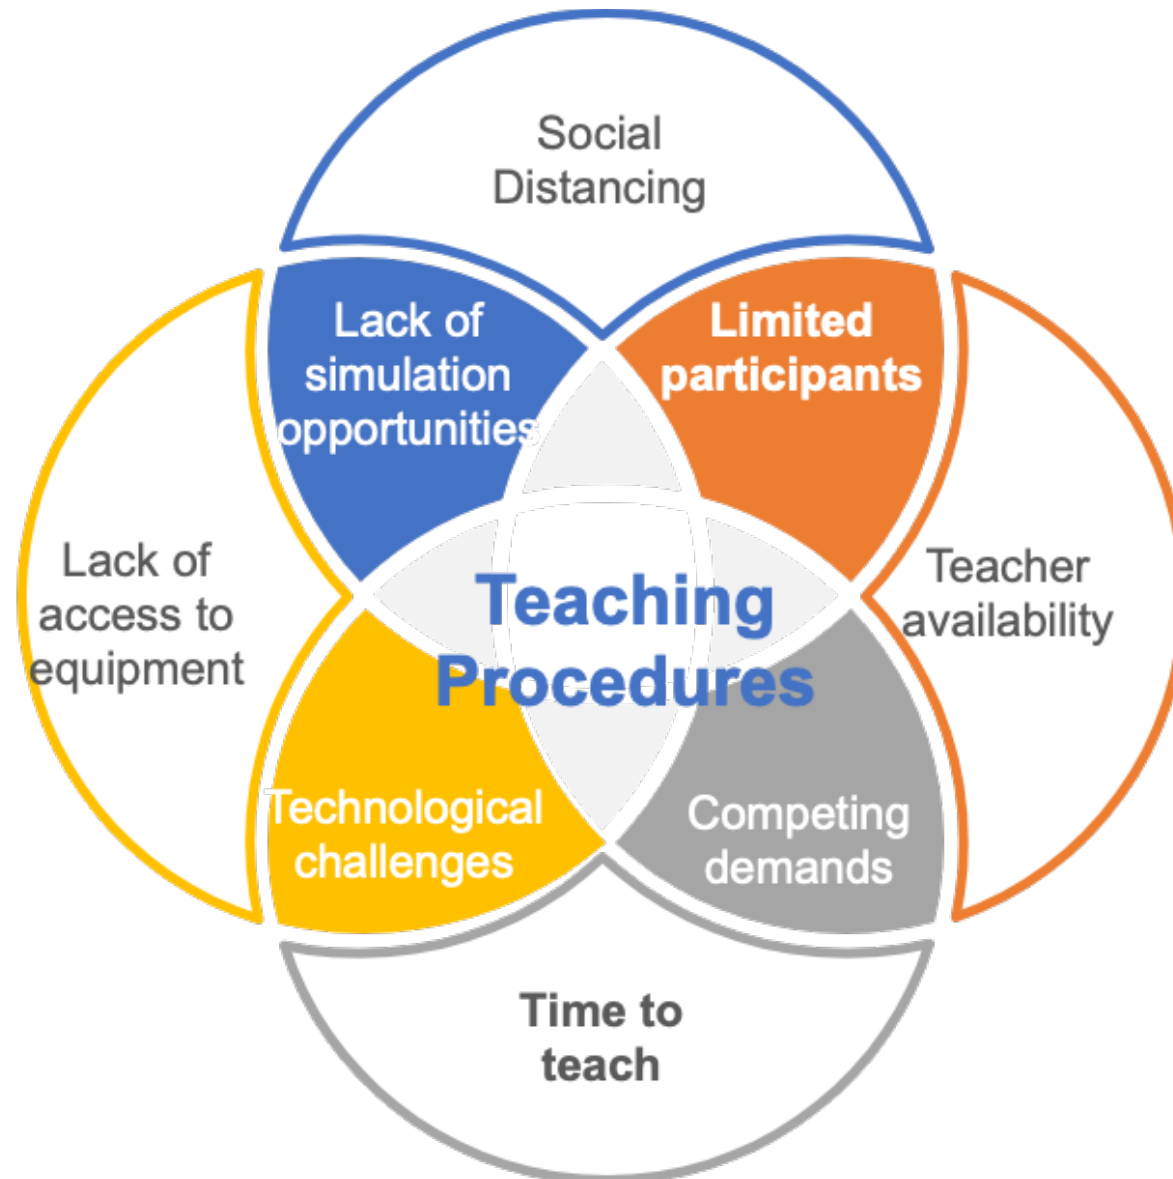 Social
Distancing
Lack of
simulation
opportunities
Limited
participants
Lack of
access to
equipment
Teaching
Procedures
Teacher
availability
Technological
challenges
Competing
demands
Time to
teach